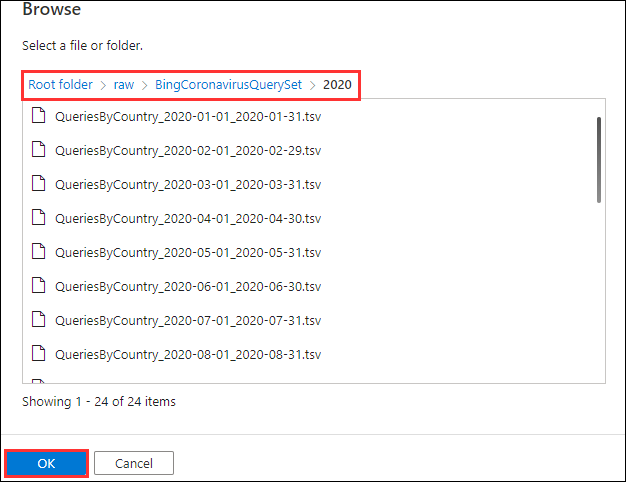 Browse
Select a file or folder.
Root folder > raw > BingCoronavirusQuerySet > 2020
QueriesByCountry_2020-01-01_2020-01-31.tsv
QueriesByCountry_2020-02-01_2020-02-29.tsv
QueriesByCountry_2020-03-01_2020-03-31.tsv
QueriesByCountry_2020-04-01_2020-04-30.tsv
QueriesByCountry_2020-05-01_2020-05-31.tsv
QueriesByCountry_2020-06-01_2020-06-30.tsv
QueriesByCountry_2020-07-01_2020-07-31.tsv
QueriesByCountry_2020-08-01_2020-08-31.tsv
Showing 1 - 24 of 24 items
OK Cancel